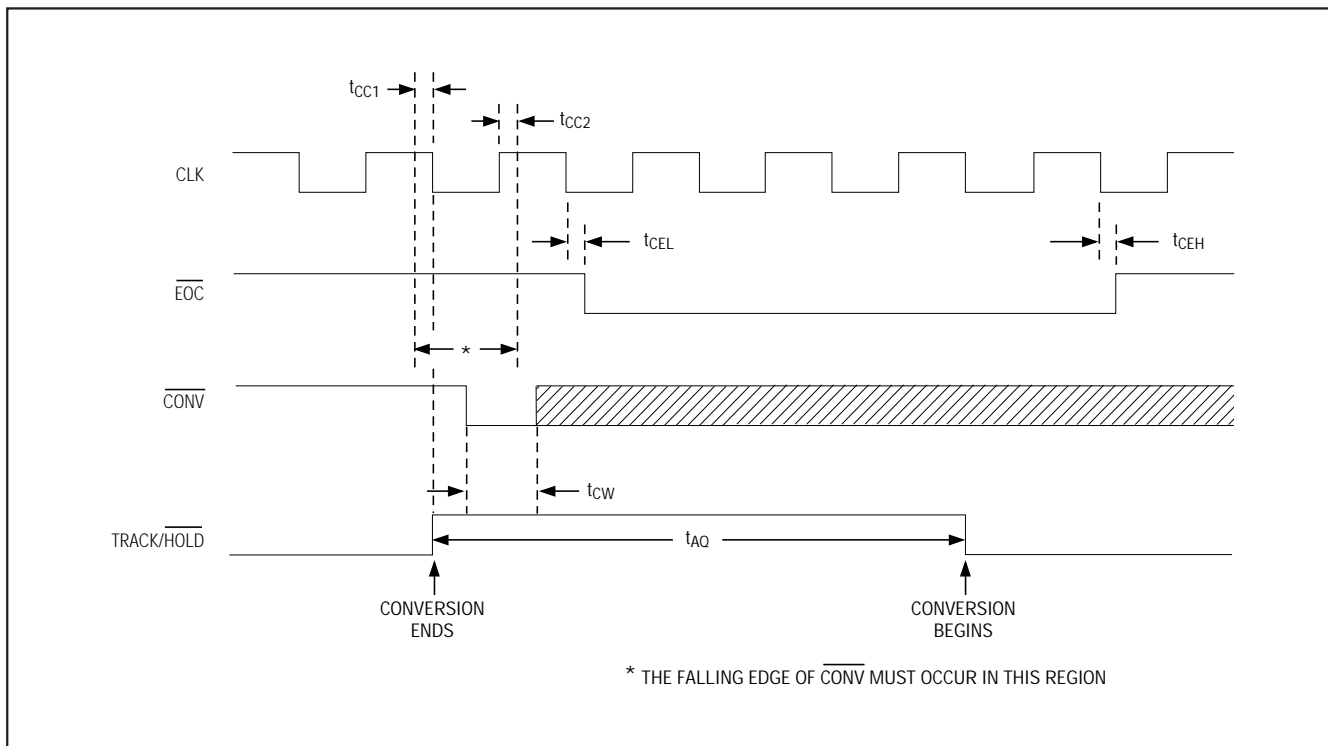 tCC1
tCC2
CLK
tCEL
tCEH
EOC
*
CONV
tCW
TRACK/HOLD
tAQ
CONVERSION
ENDS
CONVERSION
BEGINS
* THE FALLING EDGE OF CONV MUST OCCUR IN THIS REGION